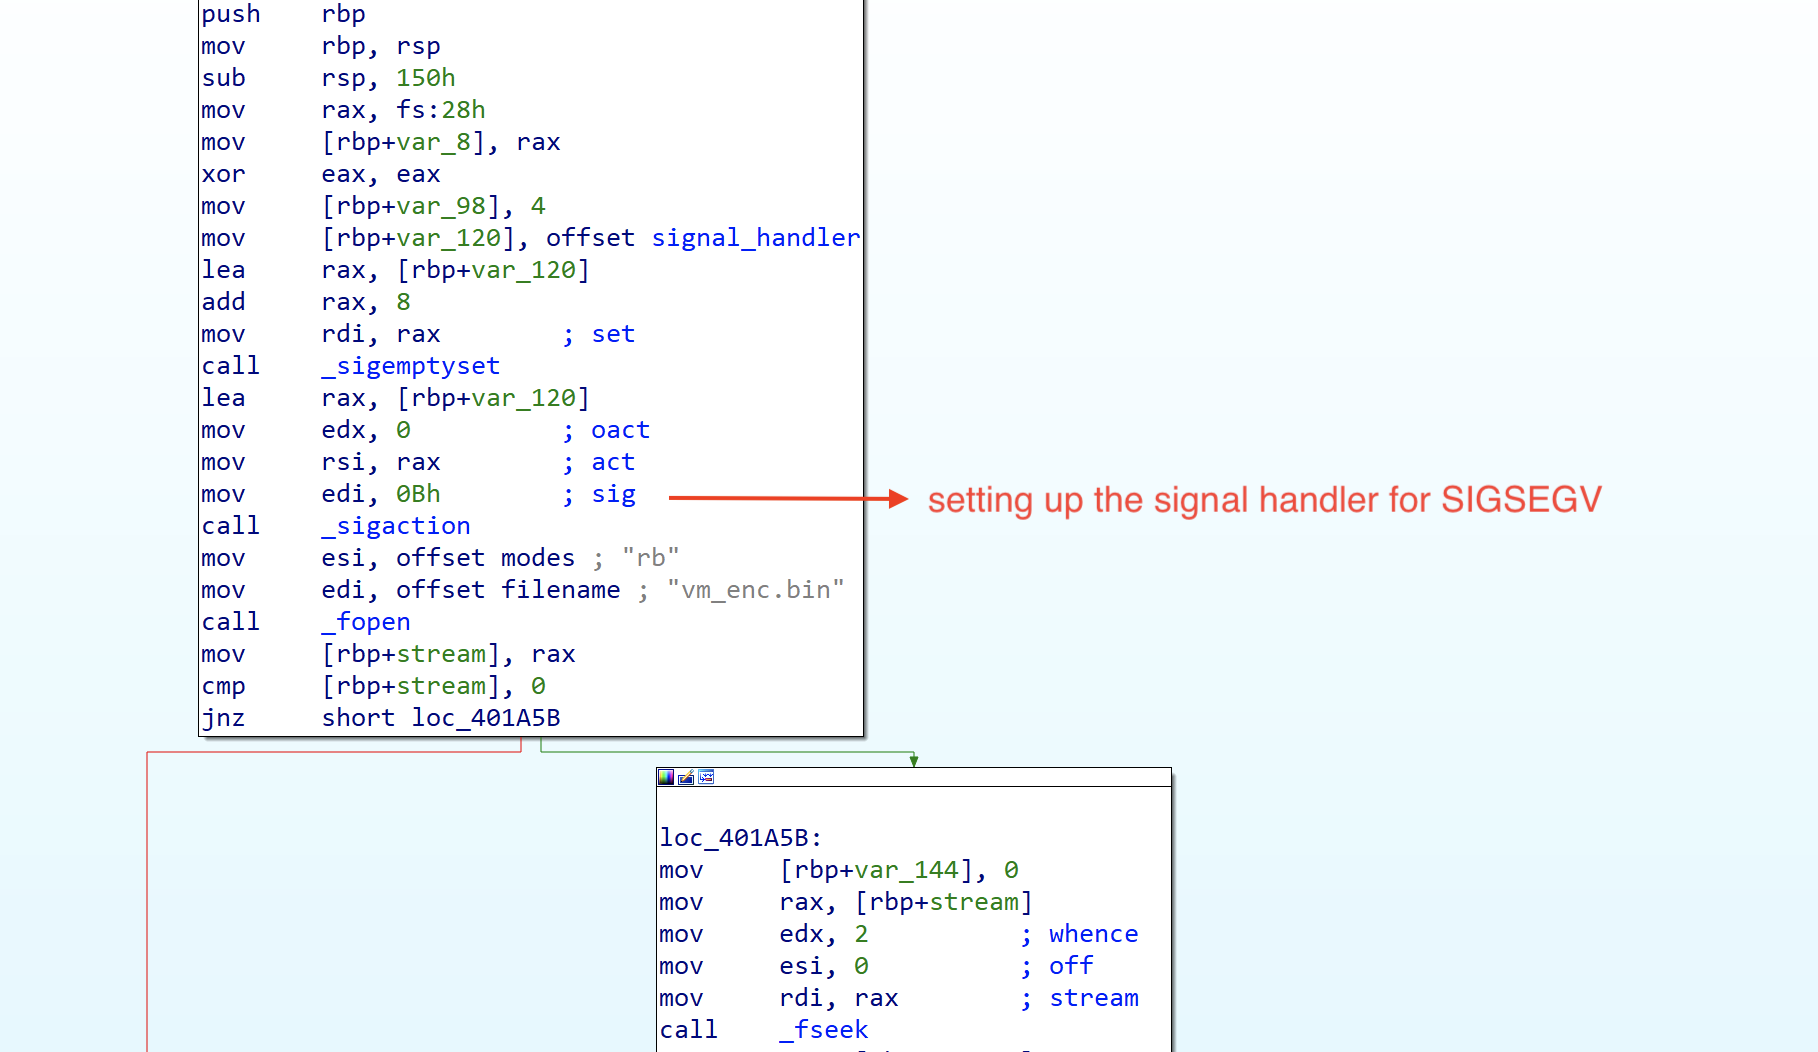 push rbp
mov rbp, rsp
sub rsp, 150h
mov rax, fs:28h
mov [rbp+var_8], rax
xor eax, eax
mov [rbp+var_98], 4
mov [rbp+var_120], offset signal_handler
lea rax, [rbp+var_120]
add rax, 8
mov rdi, rax ; set
call _sigemptyset
lea rax, [rbp+var_120]
mov edx, 0 ; oact
mov rsi, rax ; act
mov edi, 0Bh ; sig
setting up the signal handler for SIGSEGV
call _sigaction
mov esi, offset modes ; "rb"
mov edi, offset filename ; "vm_enc.bin"
call _fopen
mov [rbp+stream], rax
cmp [rbp+stream], 0
jnz short loc_401A5B
loc_401A5B:
mov [rbp+var_144], 0
mov rax, [rbp+stream]
mov edx, 2 ; whence
mov esi, 0 ; off
mov rdi, rax ; stream
call _fseek